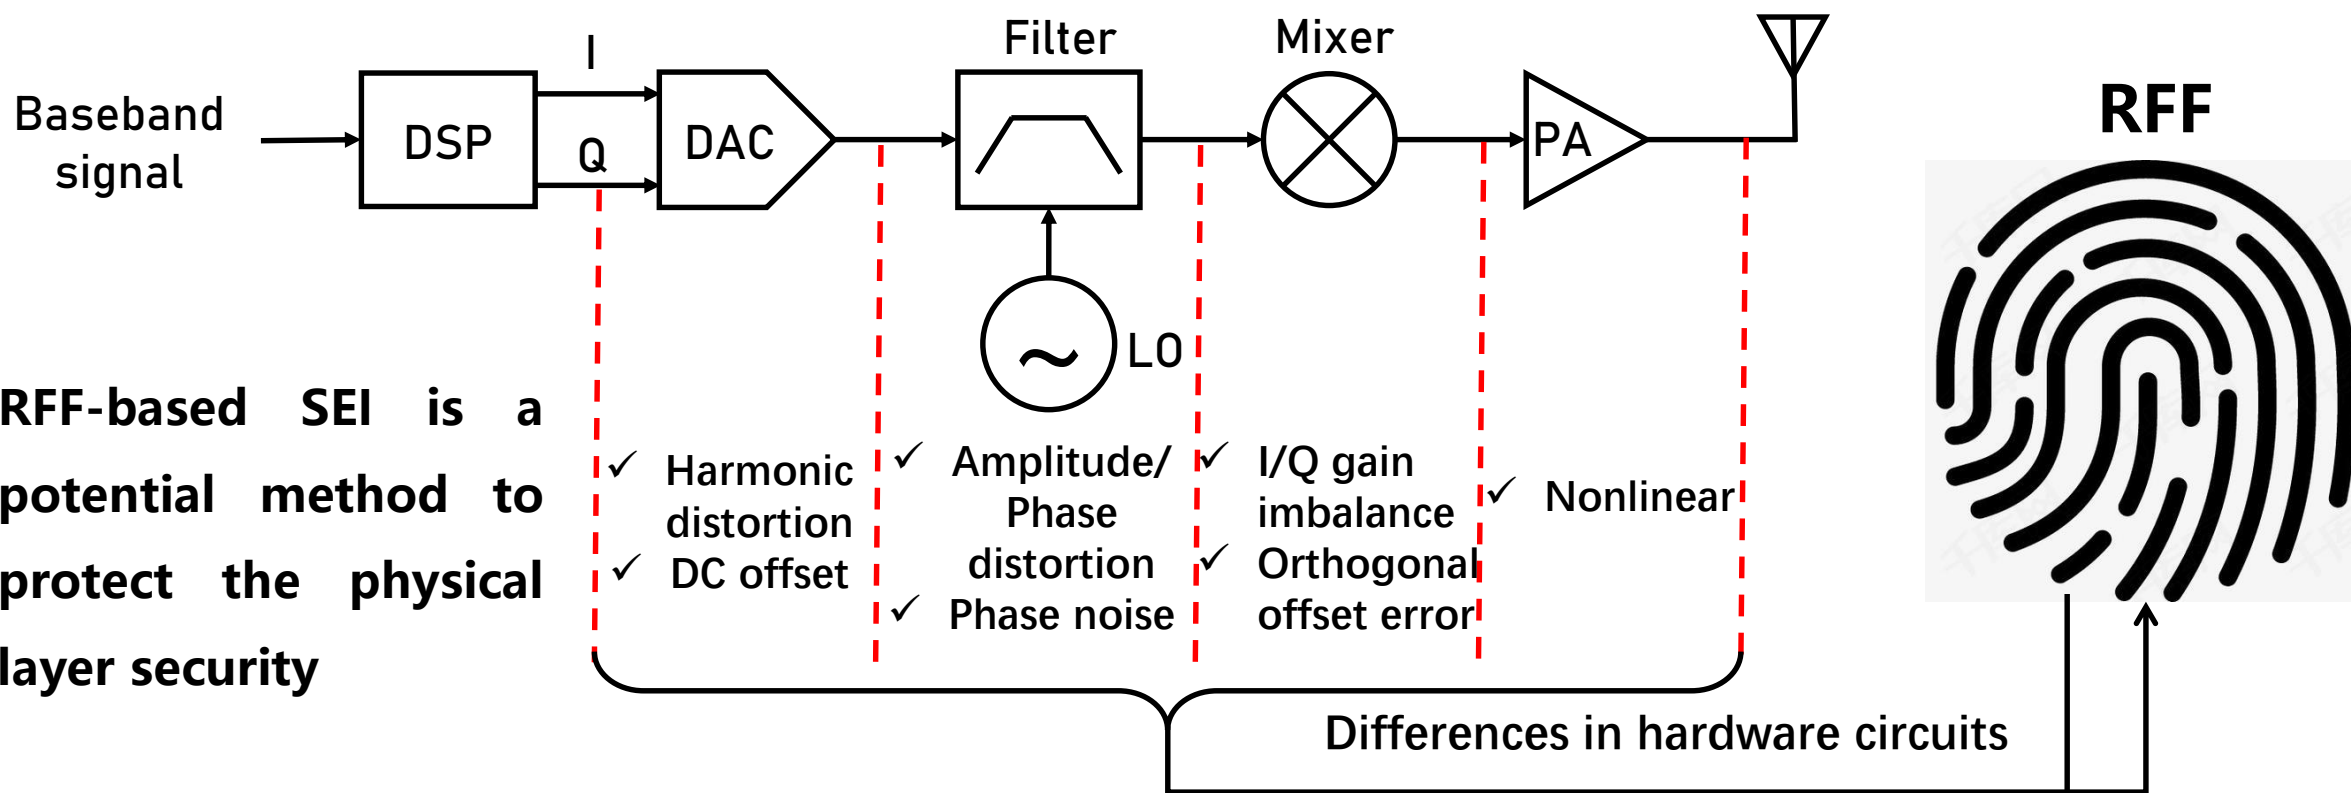 Baseband
signal
DSP
I
Q
DAC
Filter
LO
Mixer
PA
RFF
RFF-based SEI is a
potential method to
protect the physical
layer security
✓ Harmonic
distortion
✓ DC offset
✓ Amplitude/
Phase
distortion
✓ Phase noise
✓ I/Q gain
imbalance
✓ Orthogonal
offset error
✓ Nonlinear
Differences in hardware circuits